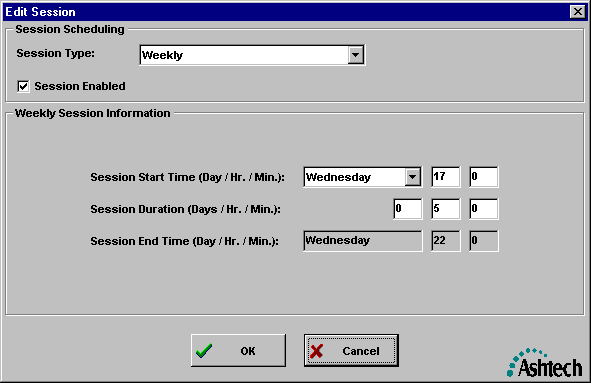 Edit Session
Session Scheduling
Session Type: Weekly
Session Enabled
Weekly Session Information
Session Start Time (Day / Hr. / Min.): Wednesday 17 0
Session Duration (Days / Hr. / Min.): 0 5 0
Session End Time (Day / Hr. / Min.): Wednesday 22 0
OK Cancel
Ashtech